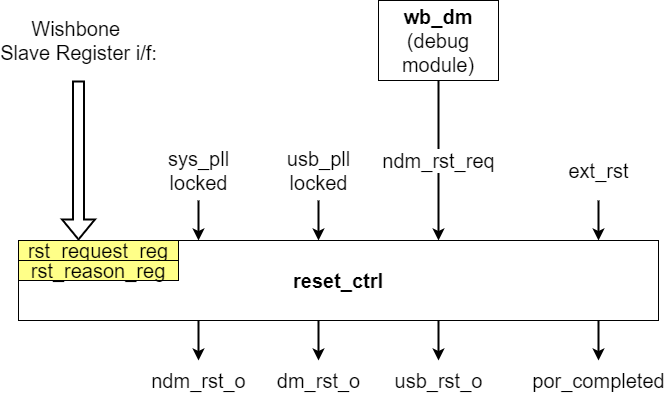 Wishbone
Slave Register i/f:
wb_dm
(debug
module)
sys_pll
locked
usb_pll
locked
ndm_rst_req
ext_rst
rst_request_reg
rst_reason_reg
reset_ctrl
ndm_rst_o
dm_rst_o
usb_rst_o
por_completed